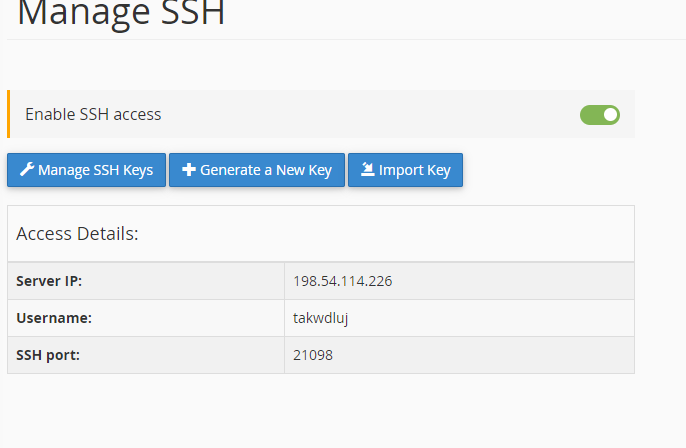 Manage SSH
Enable SSH access
Manage SSH Keys
Generate a New Key
Import Key
Access Details:
Server IP: 198.54.114.226
Username: takwdluj
SSH port: 21098